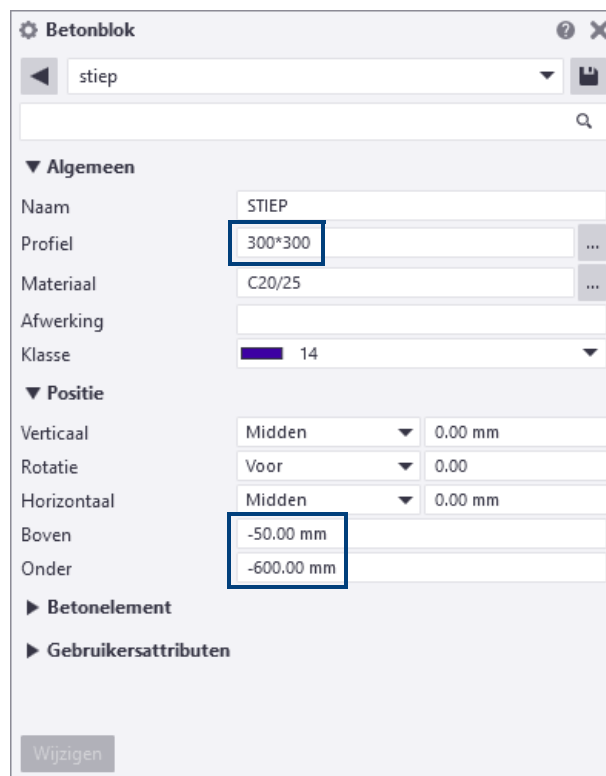 Betonblok
stiep
Algemeen
Naam STIEP
Profiel 300*300 ...
Materiaal C20/25 ...
Afwerking
Klasse 14
Positie
Verticaal Midden 0.00 mm
Rotatie Voor 0.00
Horizontaal Midden 0.00 mm
Boven -50.00 mm
Onder -600.00 mm
Betonelement
Gebruikersattributen
Wijzigen